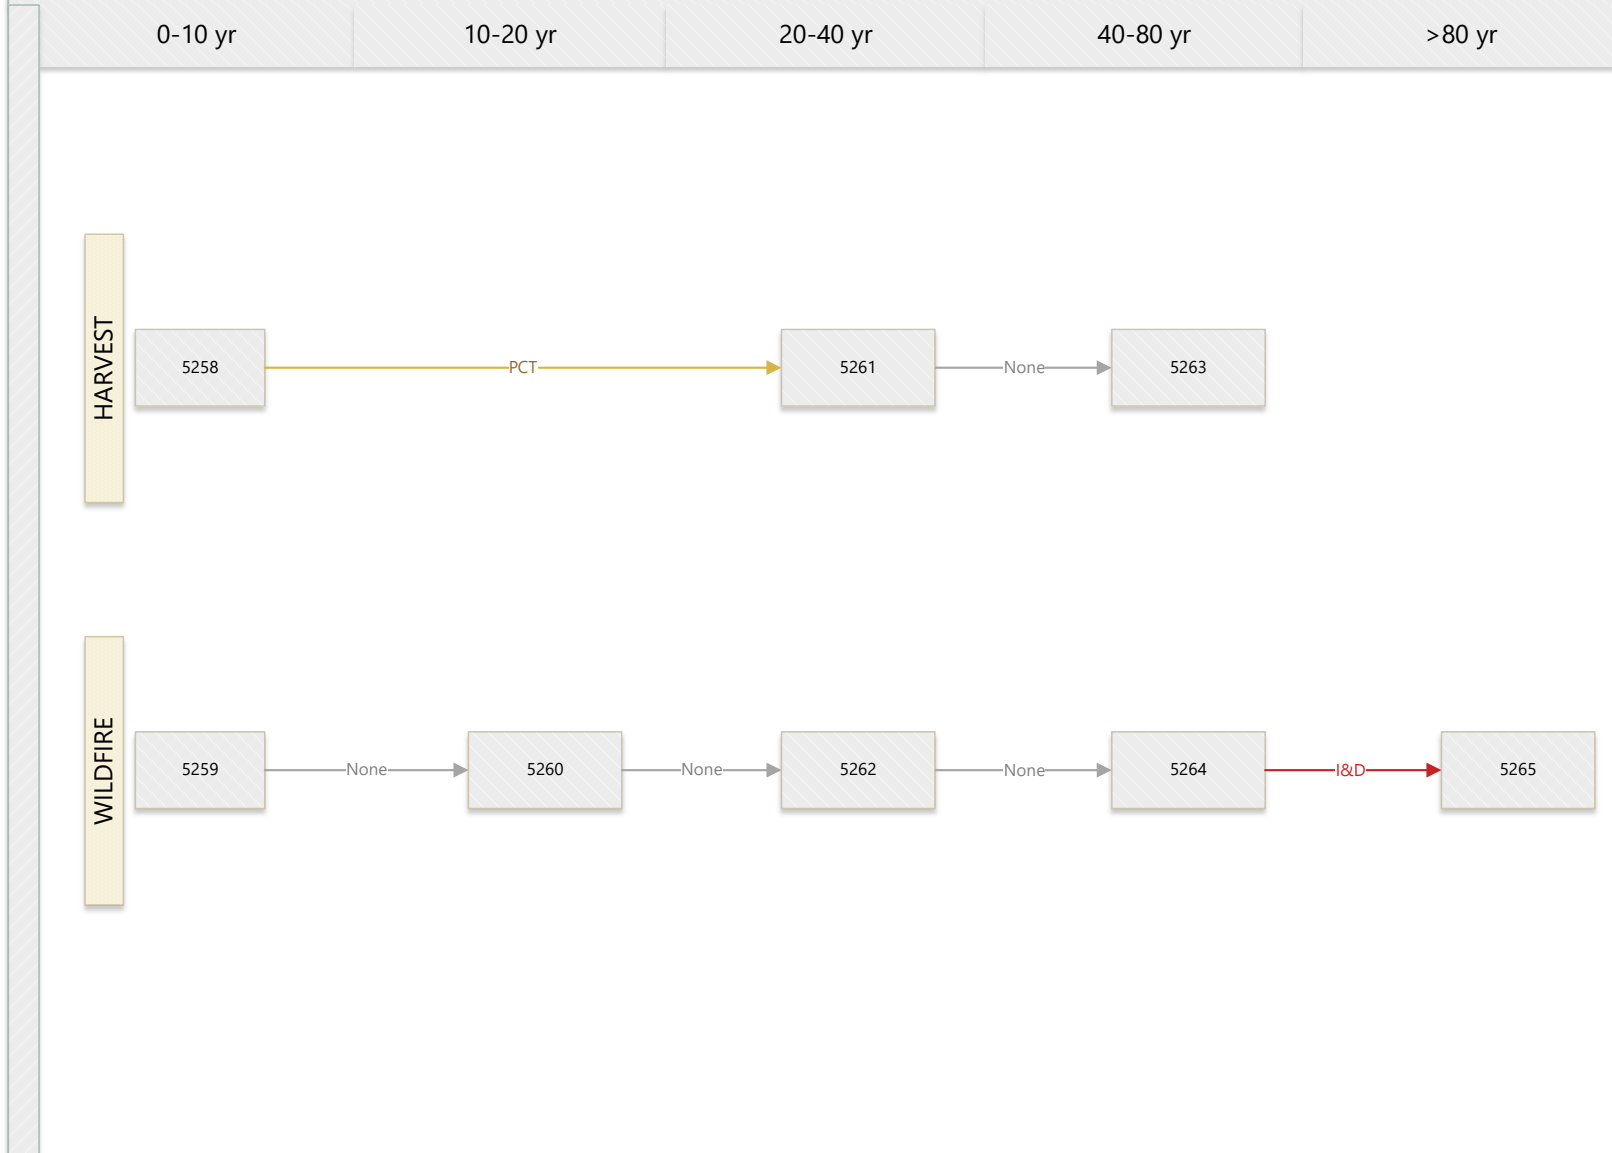 0-10 yr
10-20 yr
20-40 yr
40-80 yr
>80 yr
HARVEST
5258
PCT
5261
None
5263
WILDFIRE
5259
None
5260
None
5262
None
5264
I&D
5265